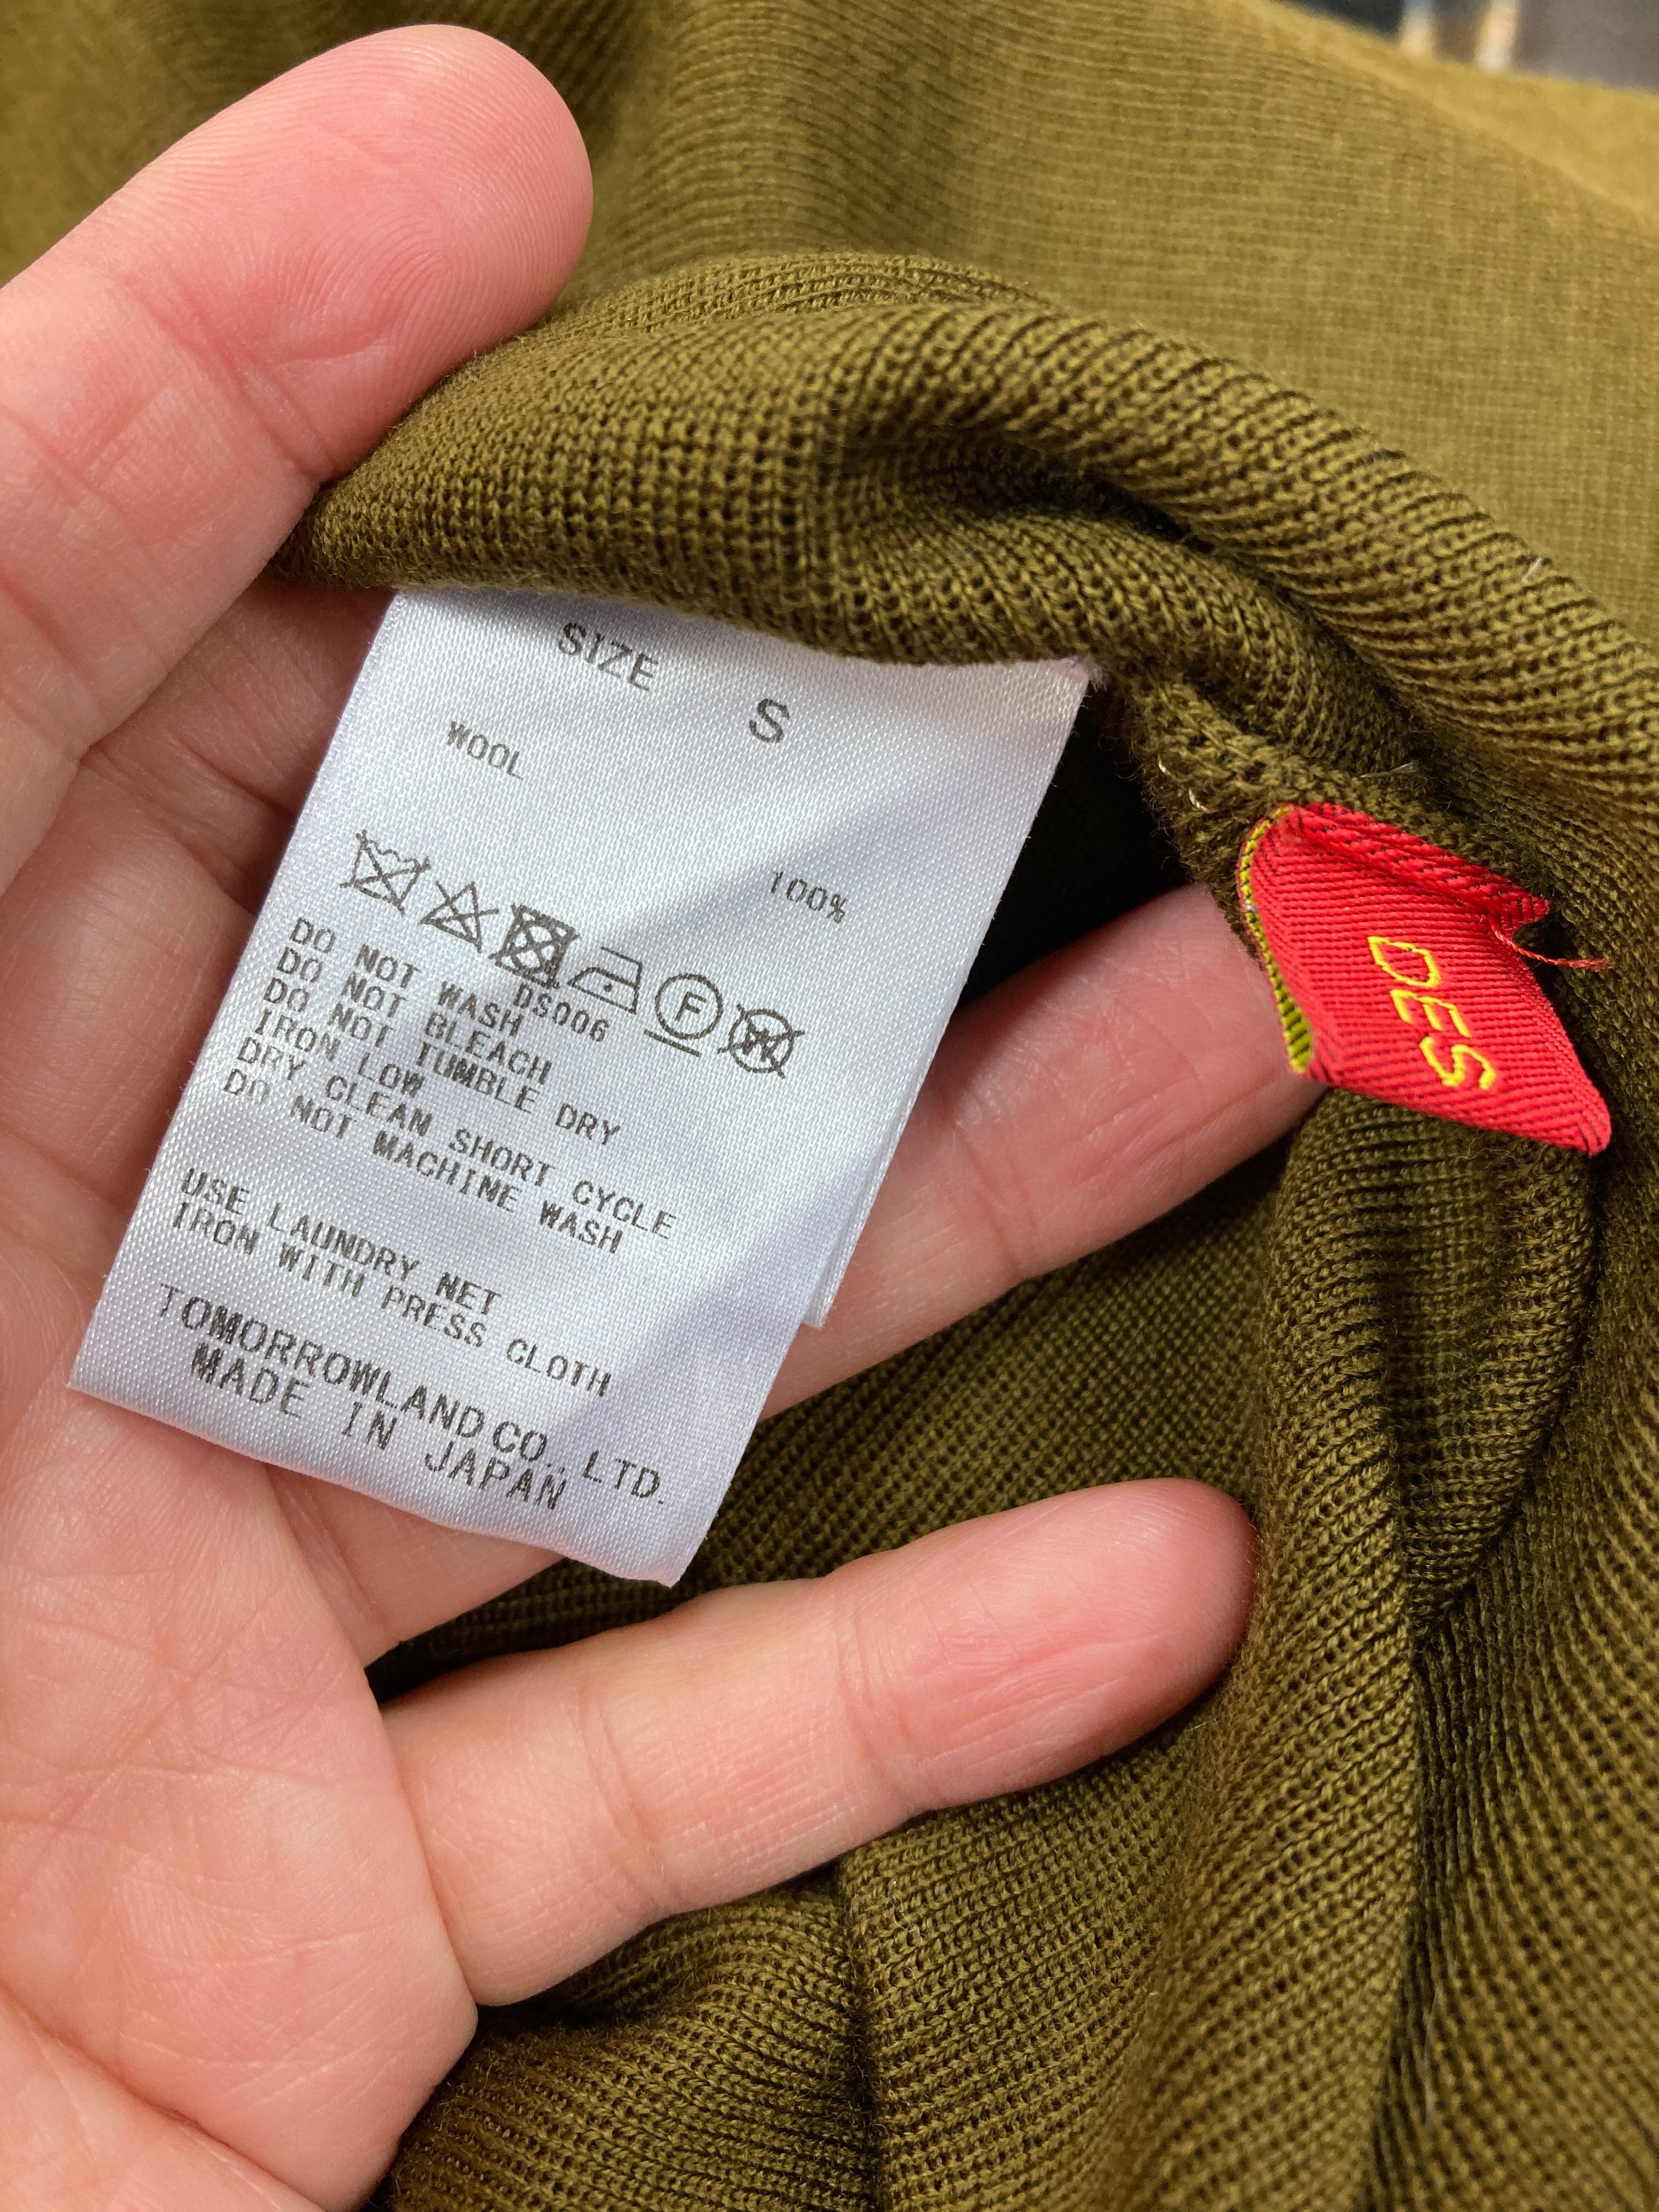 SIZE S
WOOL 100%
F W
DS006
DO NOT WASH
DO NOT BLEACH
DO NOT TUMBLE DRY
IRON LOW
DRY CLEAN SHORT CYCLE
DO NOT MACHINE WASH
USE LAUNDRY NET
IRON WITH PRESS CLOTH
TOMORROWLAND CO., LTD.
MADE IN JAPAN
DES